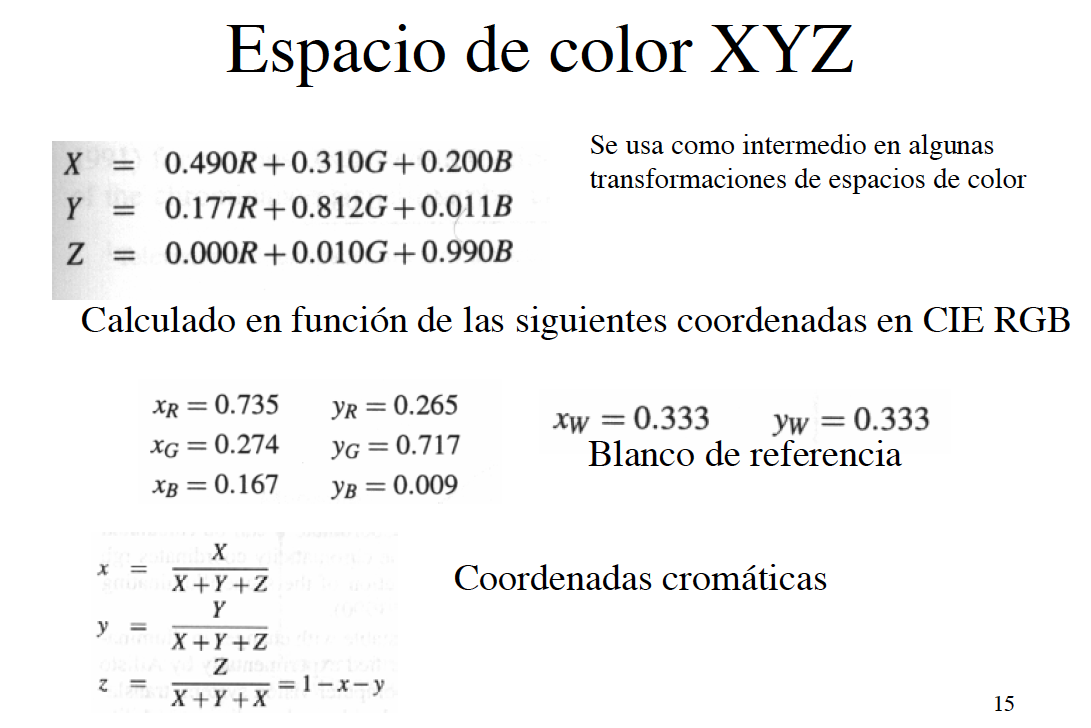 Espacio de color XYZ
X = 0.490R + 0.310G + 0.200B
Y = 0.177R + 0.812G + 0.011B
Z = 0.000R + 0.010G + 0.990B
Se usa como intermedio en algunas
transformaciones de espacios de color
Calculado en función de las siguientes coordenadas en CIE RGB
x_R = 0.735 y_R = 0.265
x_G = 0.274 y_G = 0.717
x_B = 0.167 y_B = 0.009
x_W = 0.333 y_W = 0.333
Blanco de referencia
x = X / (X+Y+Z)
y = Y / (X+Y+Z)
z = Z / (X+Y+X) = 1−x−y
Coordenadas cromáticas
15